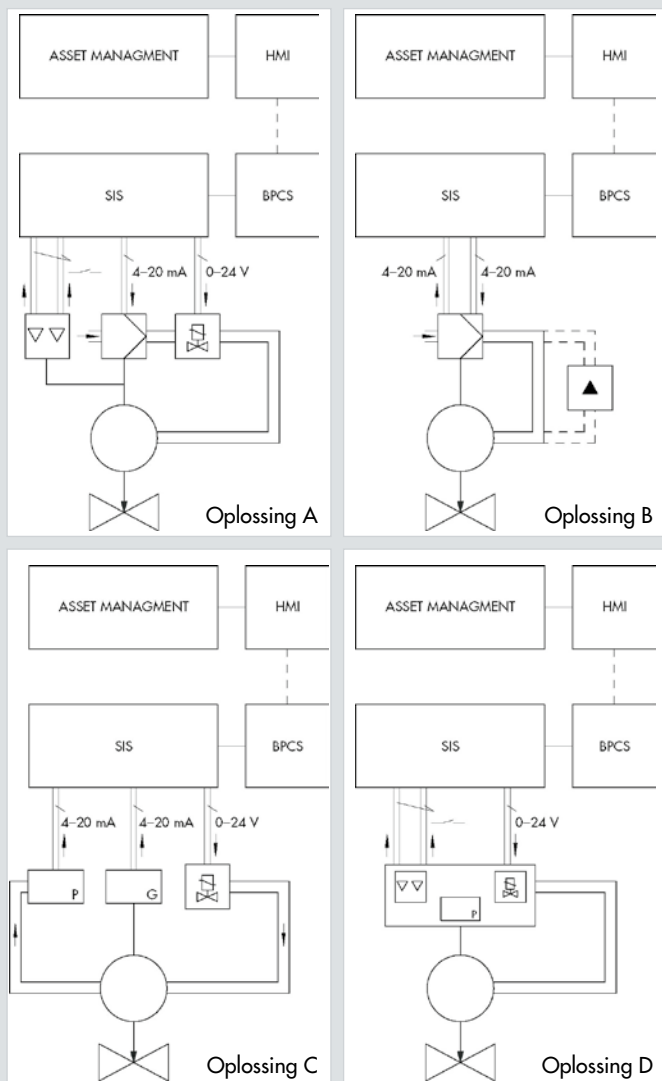 ASSET MANAGMENT
HMI
SIS
BPCS
4–20 mA
0–24 V
Oplossing A
ASSET MANAGMENT
HMI
SIS
BPCS
4–20 mA
4–20 mA
Oplossing B
ASSET MANAGMENT
HMI
SIS
BPCS
4–20 mA
4–20 mA
0–24 V
P
G
Oplossing C
ASSET MANAGMENT
HMI
SIS
BPCS
0–24 V
P
Oplossing D